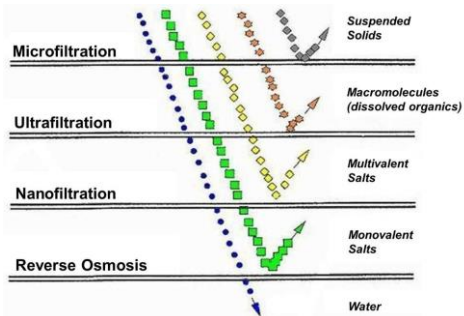 Suspended
Solids
Microfiltration
Macromolecules
(dissolved organics)
Ultrafiltration
Multivalent
Salts
Nanofiltration
Monovalent
Salts
Reverse Osmosis
Water